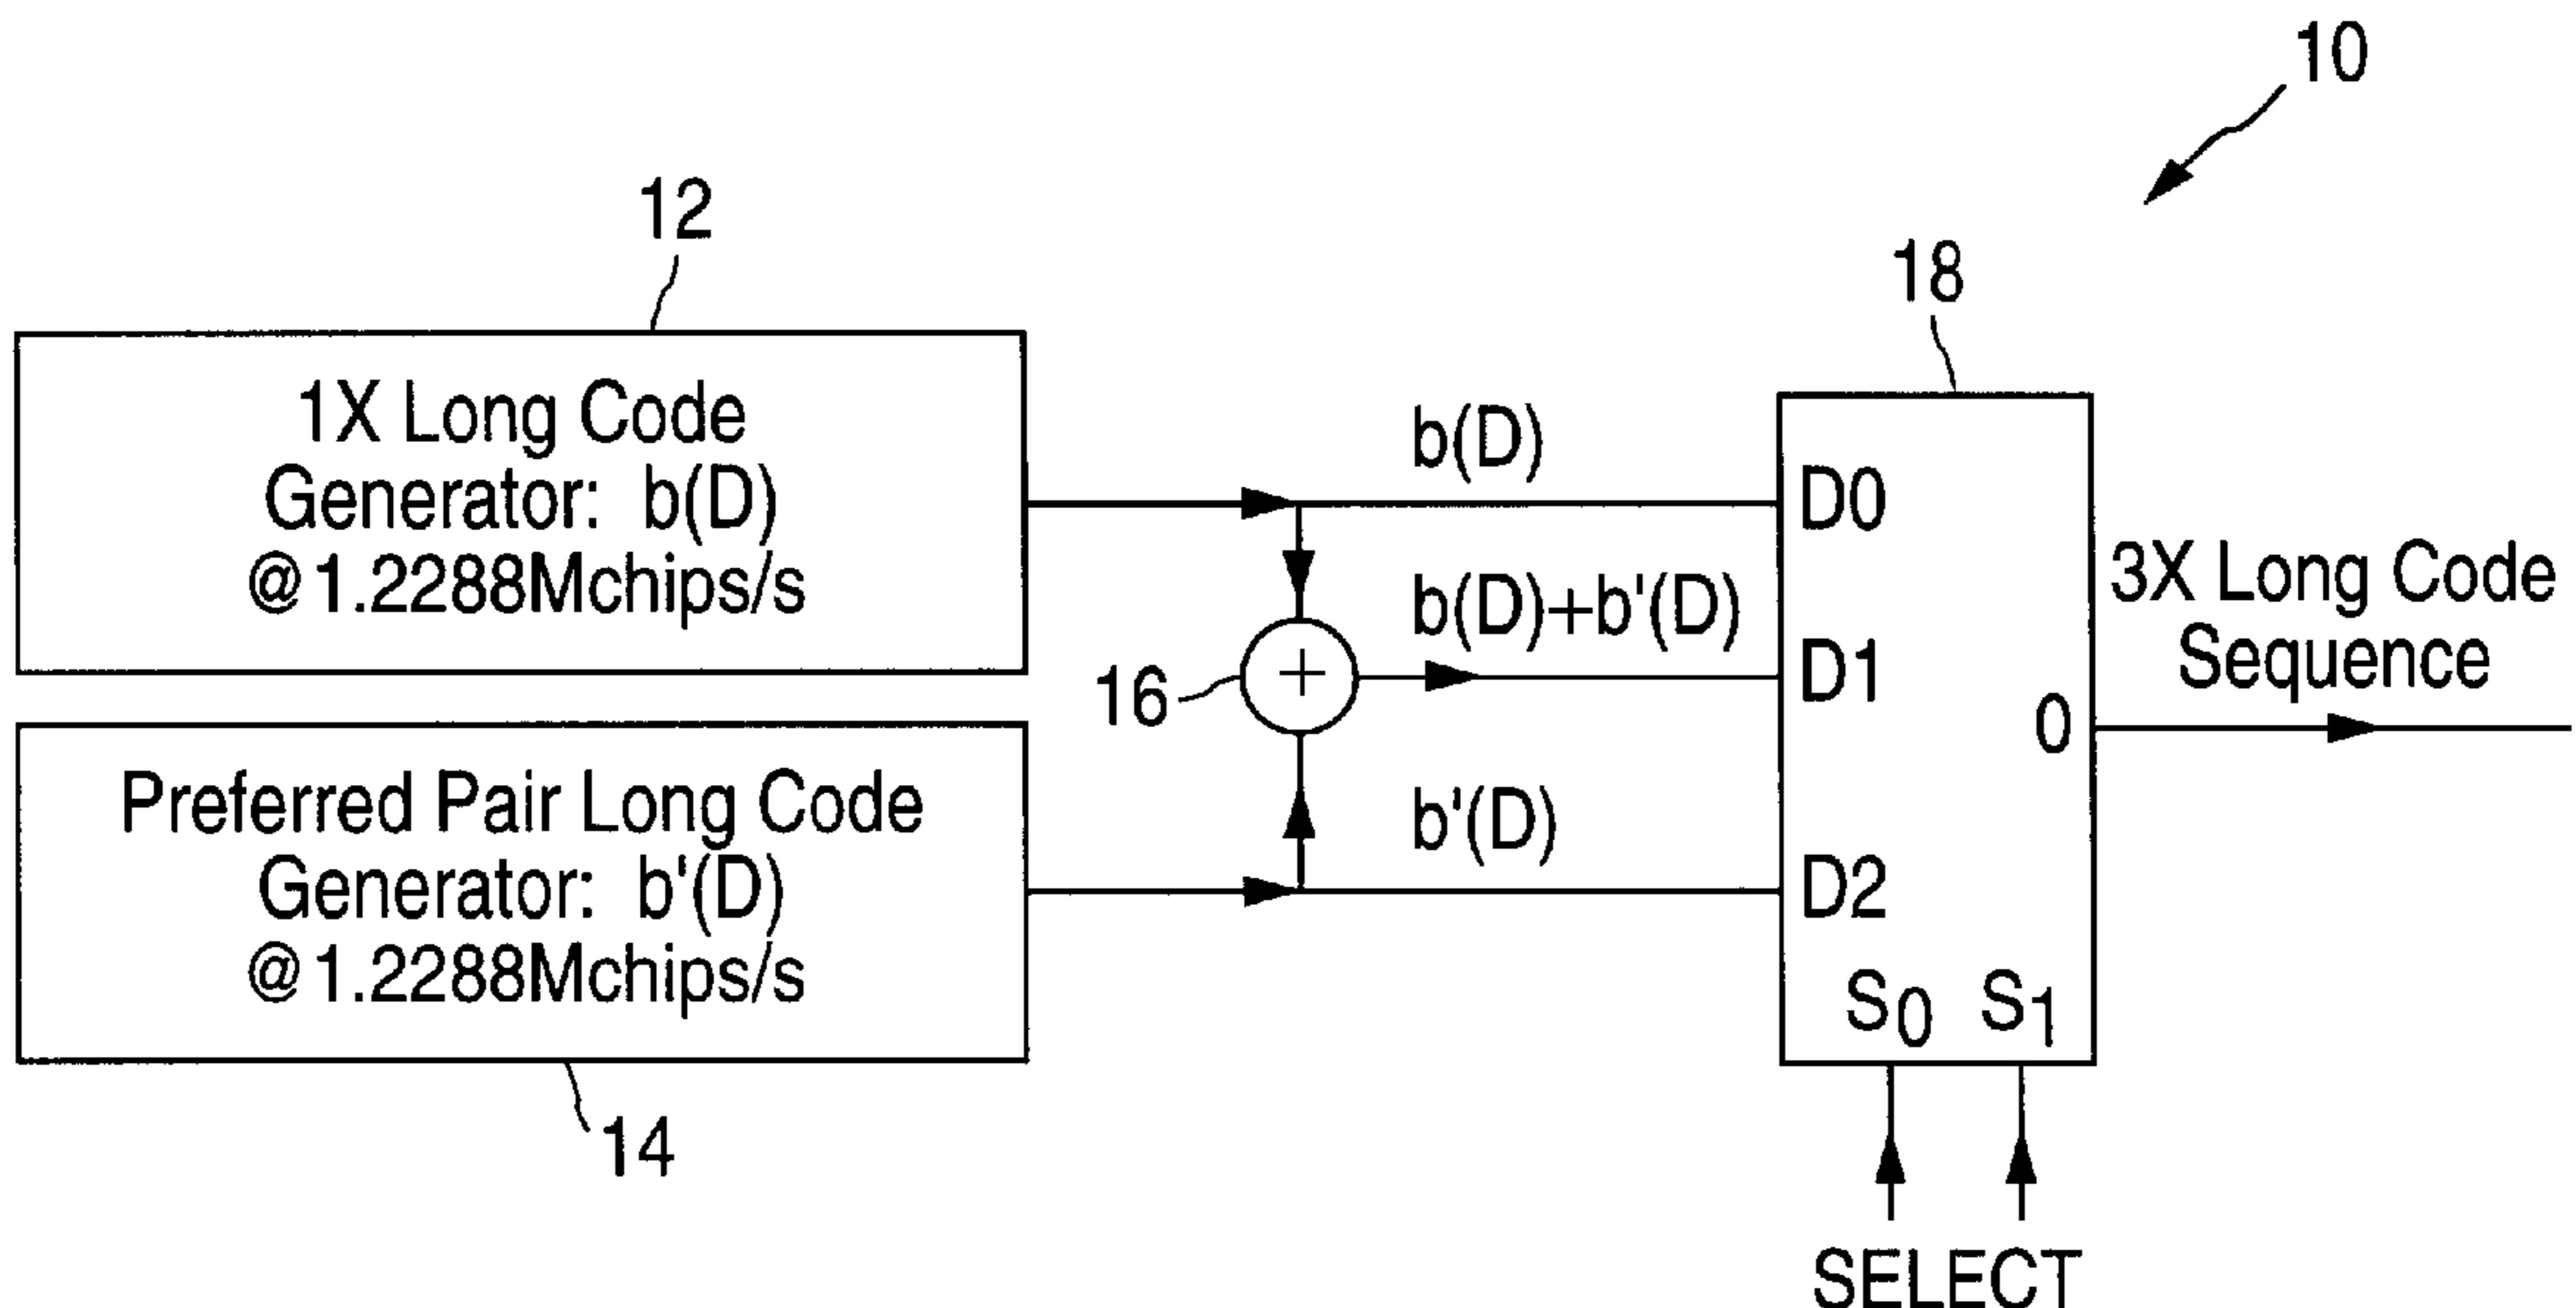 10
12
1X Long Code
Generator: b(D)
@1.2288Mchips/s
Preferred Pair Long Code
Generator: b'(D)
@1.2288Mchips/s
14
16
+
b(D)
b(D)+b'(D)
b'(D)
18
D0
D1
D2
0
S0 S1
SELECT
3X Long Code
Sequence